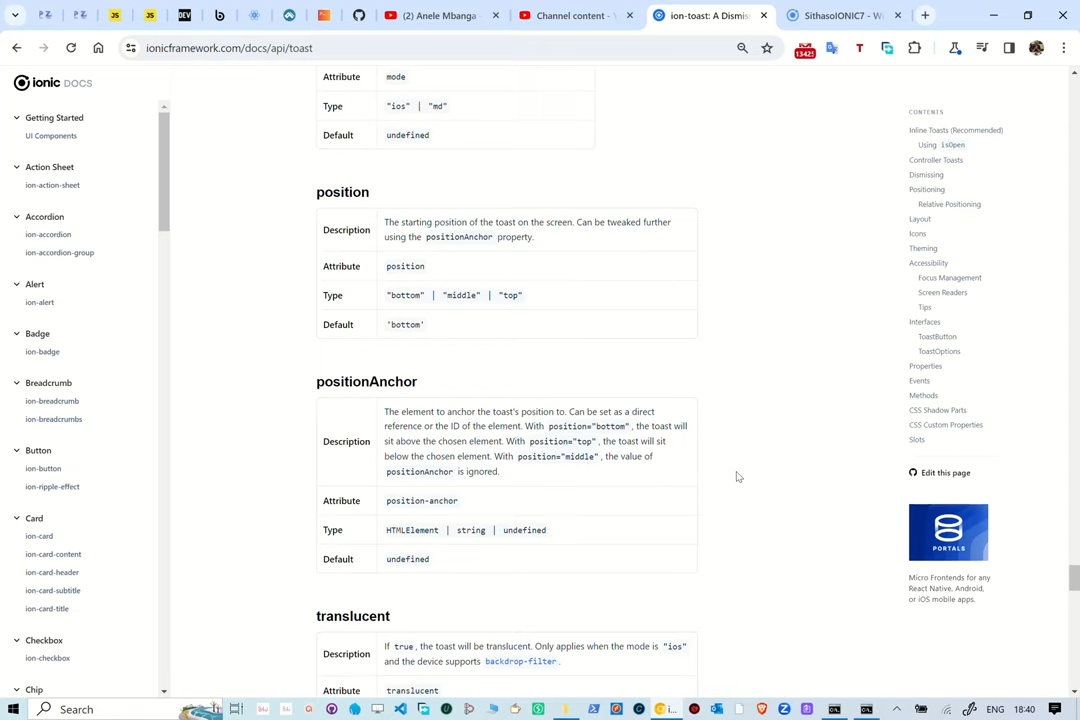 (2) Anele Mbanga -
Channel content - Y
ion-toast: A Dismiss
SithasoIONIC7 - Wi
ionicframework.com/docs/api/toast
13425
ionic DOCS
Getting Started
UI Components
Action Sheet
ion-action-sheet
Accordion
ion-accordion
ion-accordion-group
Alert
ion-alert
Badge
ion-badge
Breadcrumb
ion-breadcrumb
ion-breadcrumbs
Button
ion-button
ion-ripple-effect
Card
ion-card
ion-card-content
ion-card-header
ion-card-subtitle
ion-card-title
Checkbox
ion-checkbox
Chip
Attribute mode
Type "ios" | "md"
Default undefined
position
Description The starting position of the toast on the screen. Can be tweaked further
using the positionAnchor property.
Attribute position
Type "bottom" | "middle" | "top"
Default 'bottom'
positionAnchor
Description The element to anchor the toast's position to. Can be set as a direct
reference or the ID of the element. With position="bottom", the toast will
sit above the chosen element. With position="top", the toast will sit
below the chosen element. With position="middle", the value of
positionAnchor is ignored.
Attribute position-anchor
Type HTMLElement | string | undefined
Default undefined
translucent
Description If true, the toast will be translucent. Only applies when the mode is "ios"
and the device supports backdrop-filter.
Attribute translucent
CONTENTS
Inline Toasts (Recommended)
Using isOpen
Controller Toasts
Dismissing
Positioning
Relative Positioning
Layout
Icons
Theming
Accessibility
Focus Management
Screen Readers
Tips
Interfaces
ToastButton
ToastOptions
Properties
Events
Methods
CSS Shadow Parts
CSS Custom Properties
Slots
Edit this page
PORTALS
Micro Frontends for any
React Native, Android,
or iOS mobile apps.
Search
ENG 18:40